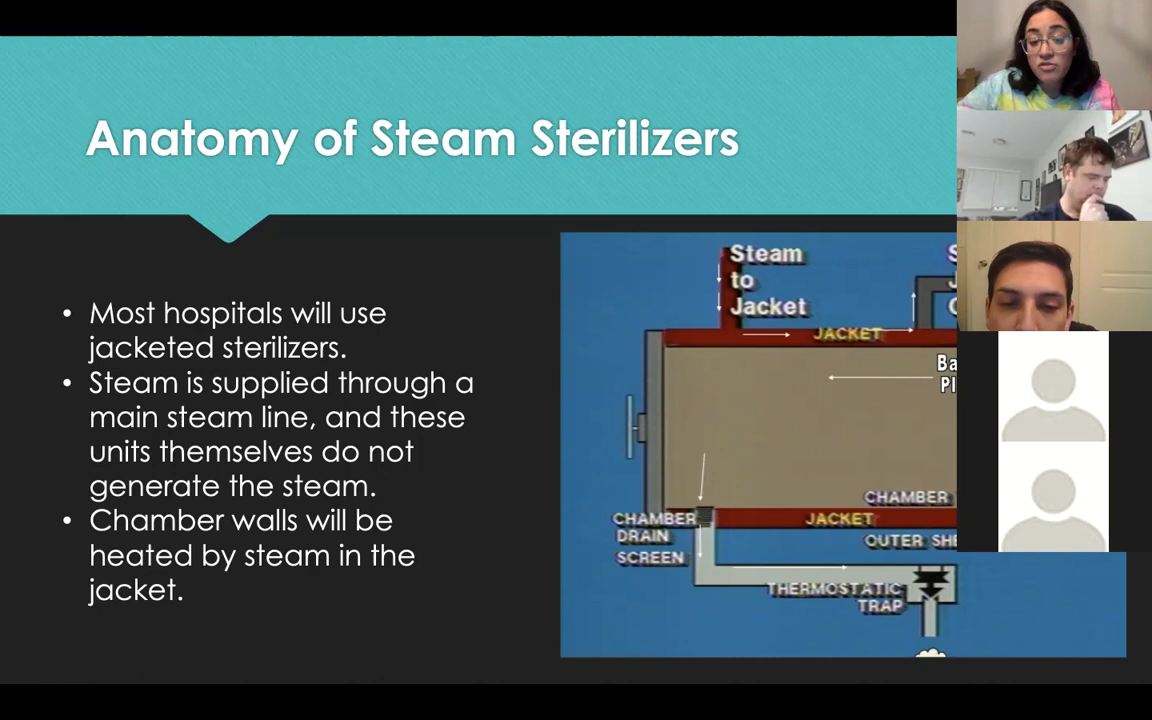 Anatomy of Steam Sterilizers
• Most hospitals will use
jacketed sterilizers.
• Steam is supplied through a
main steam line, and these
units themselves do not
generate the steam.
• Chamber walls will be
heated by steam in the
jacket.
Steam
to
Jacket
JACKET
CHAMBER
JACKET
CHAMBER
DRAIN
SCREEN
OUTER
THERMOSTATIC
TRAP